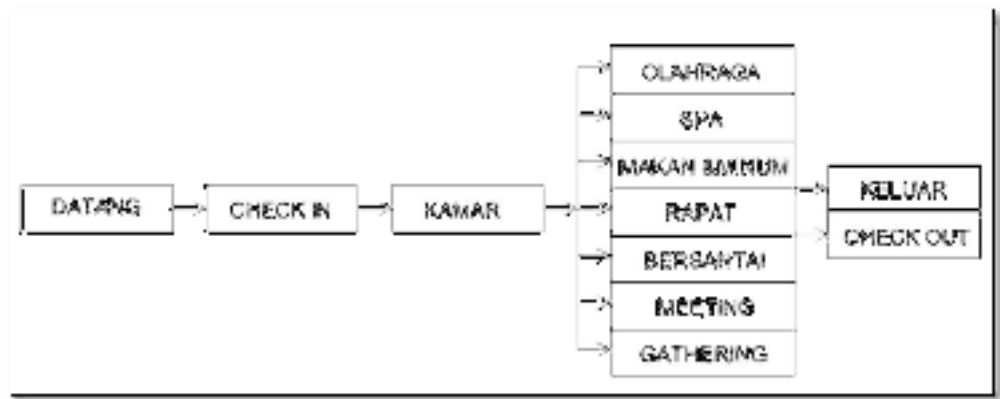 DATANG
CHECK IN
KAMAR
OLAHRAGA
SPA
MAKAN MINUM
RAPAT
BERSANTAI
MEETING
GATHERING
KELUAR
CHECK OUT